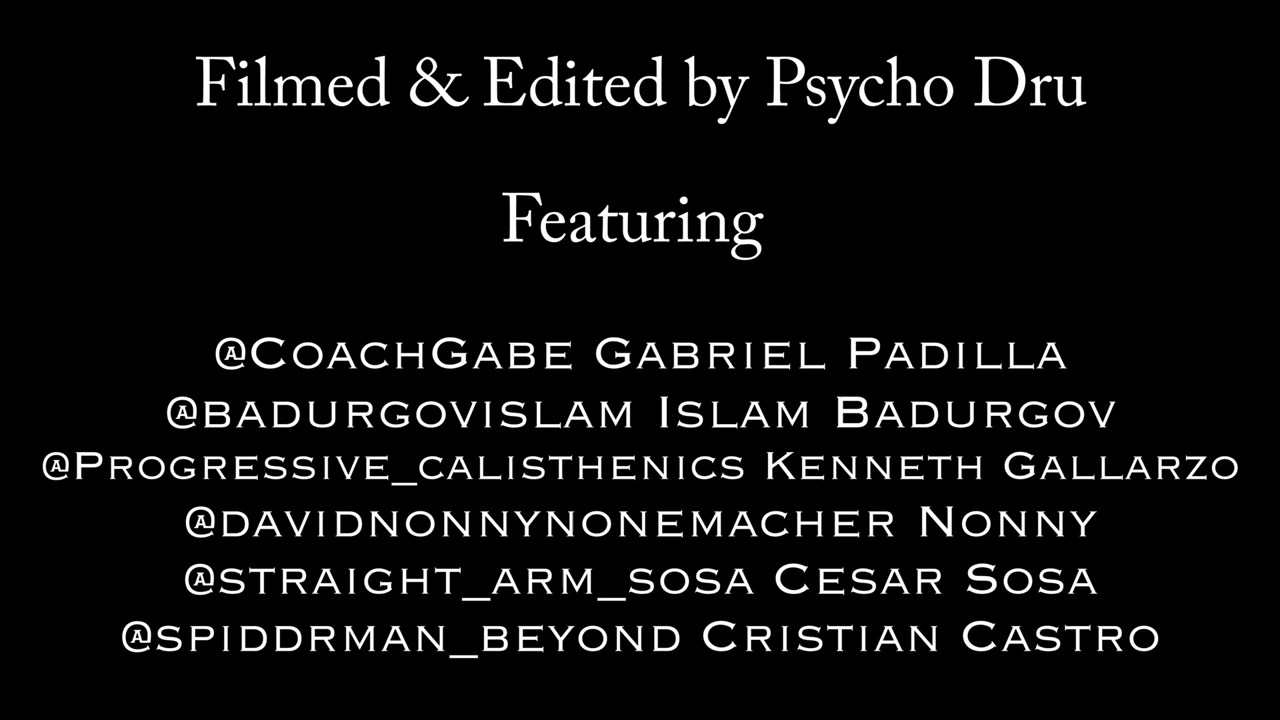 Filmed & Edited by Psycho Dru
Featuring
@CoachGabe Gabriel Padilla
@badurgovislam Islam Badurgov
@Progressive_calisthenics Kenneth Gallarzo
@davidnonnynonemacher Nonny
@straight_arm_sosa Cesar Sosa
@spiddrman_beyond Cristian Castro